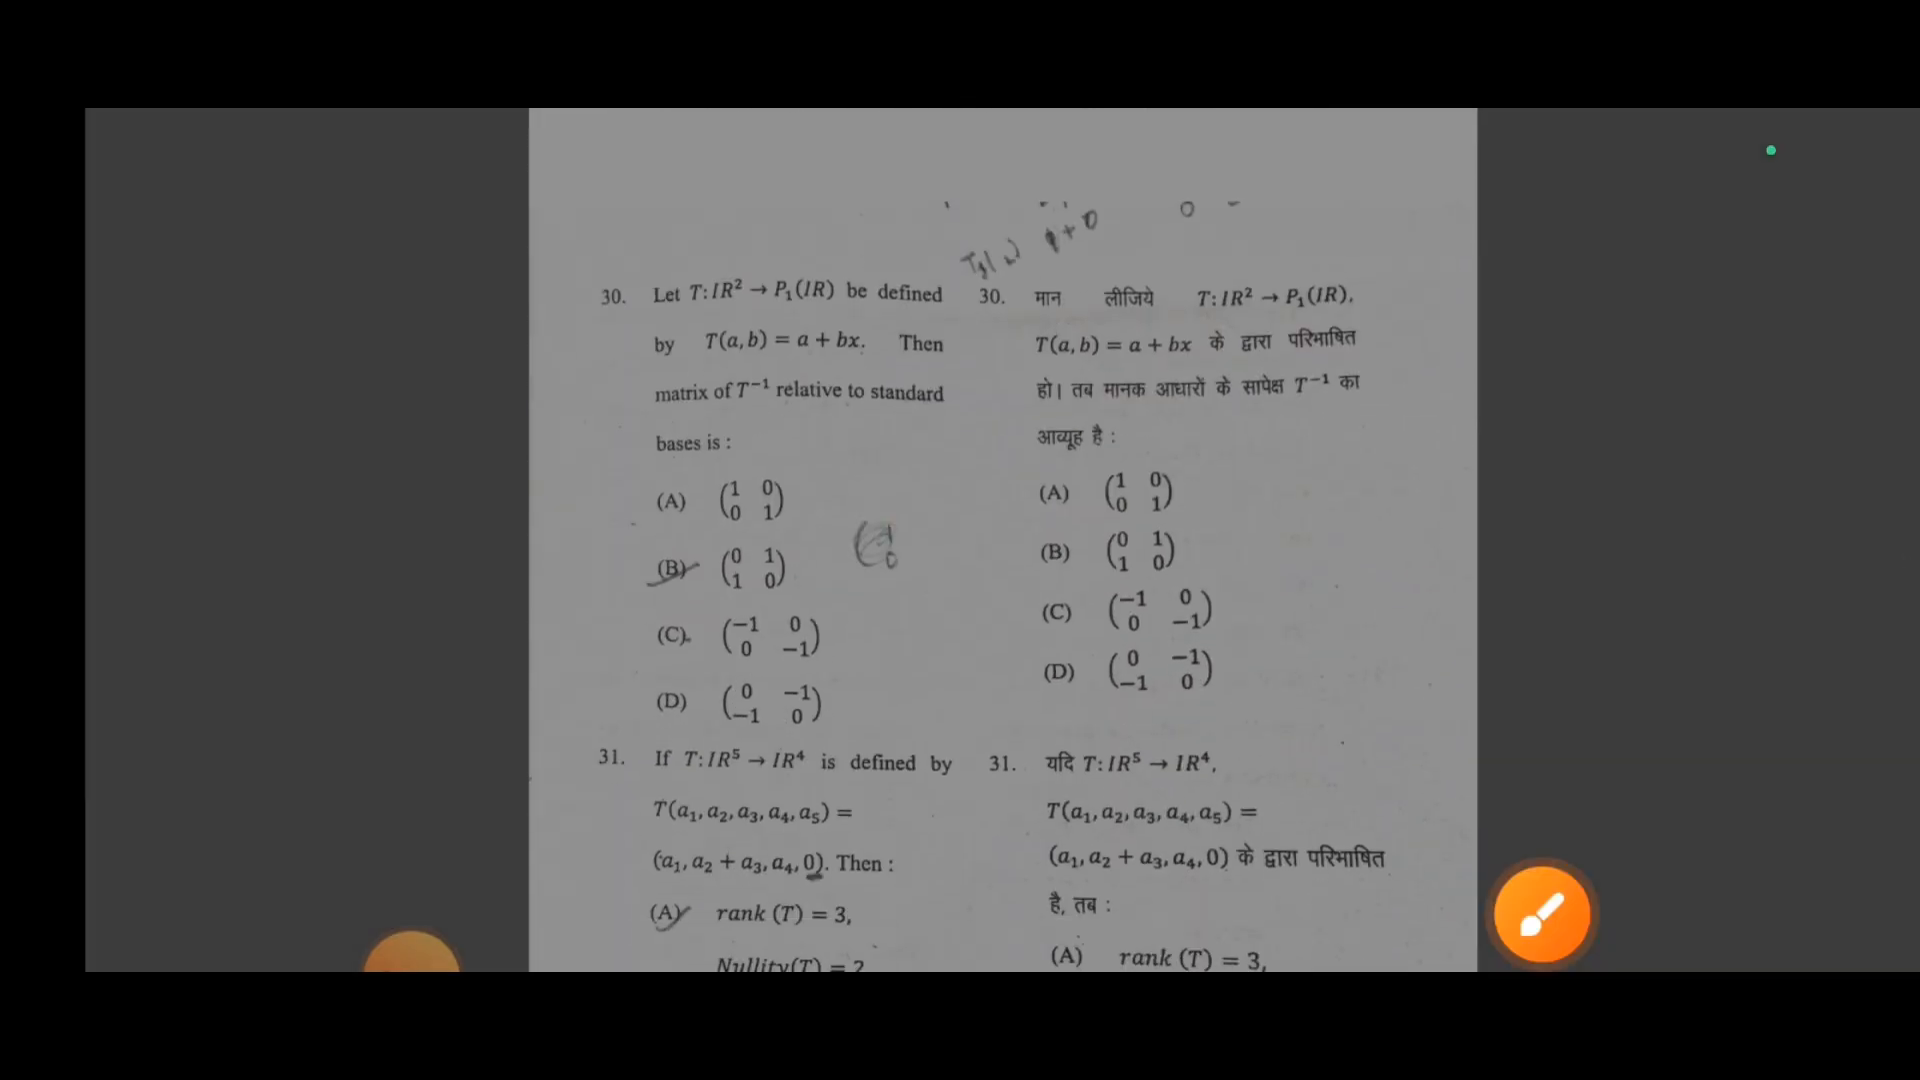 30. Let T: IR² → P₁(IR) be defined
by T(a, b) = a + bx. Then
matrix of T⁻¹ relative to standard
bases is :
(A) (1 0
0 1)
(B) (0 1
1 0)
(C) (−1 0
0 −1)
(D) (0 −1
−1 0)
31. If T: IR⁵ → IR⁴ is defined by
T(a₁, a₂, a₃, a₄, a₅) =
(a₁, a₂ + a₃, a₄, 0). Then :
(A) rank (T) = 3,
Nullity(T) = 2
30. मान लीजिये T: IR² → P₁(IR),
T(a, b) = a + bx के द्वारा परिभाषित
हो। तब मानक आधारों के सापेक्ष T⁻¹ का
आव्यूह है :
(A) (1 0
0 1)
(B) (0 1
1 0)
(C) (−1 0
0 −1)
(D) (0 −1
−1 0)
31. यदि T: IR⁵ → IR⁴,
T(a₁, a₂, a₃, a₄, a₅) =
(a₁, a₂ + a₃, a₄, 0) के द्वारा परिभाषित
है, तब :
(A) rank (T) = 3,